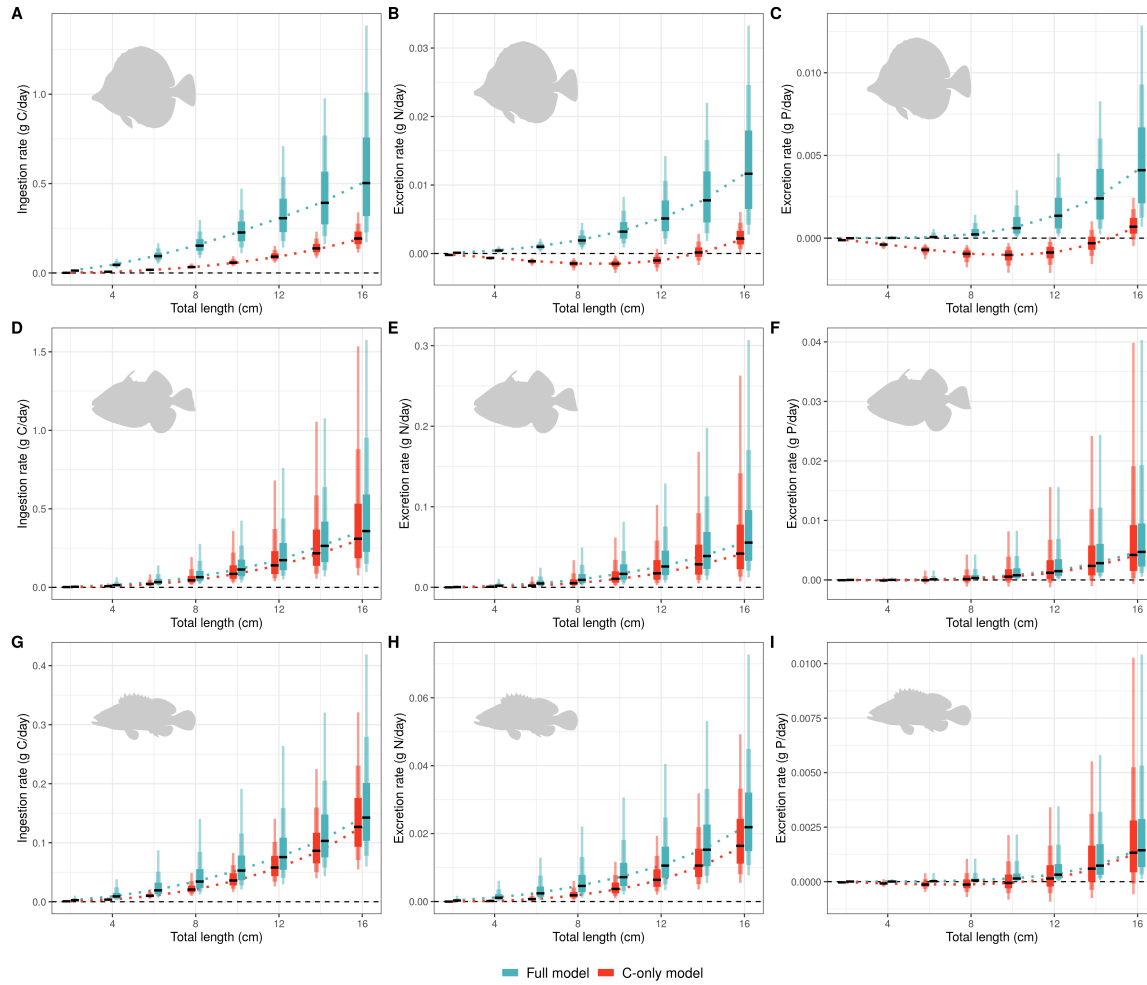 A
B
C
Ingestion rate (g C/day)
1.0
0.5
0.0
4 8 12 16
Total length (cm)
Excretion rate (g N/day)
0.03
0.02
0.01
0.00
4 8 12 16
Total length (cm)
Excretion rate (g P/day)
0.010
0.005
0.000
4 8 12 16
Total length (cm)
D
E
F
Ingestion rate (g C/day)
1.5
1.0
0.5
0.0
4 8 12 16
Total length (cm)
Excretion rate (g N/day)
0.3
0.2
0.1
0.0
4 8 12 16
Total length (cm)
Excretion rate (g P/day)
0.04
0.03
0.02
0.01
0.00
4 8 12 16
Total length (cm)
G
H
I
Ingestion rate (g C/day)
0.4
0.3
0.2
0.1
0.0
4 8 12 16
Total length (cm)
Excretion rate (g N/day)
0.06
0.04
0.02
0.00
4 8 12 16
Total length (cm)
Excretion rate (g P/day)
0.0100
0.0075
0.0050
0.0025
0.0000
4 8 12 16
Total length (cm)
Full model C-only model